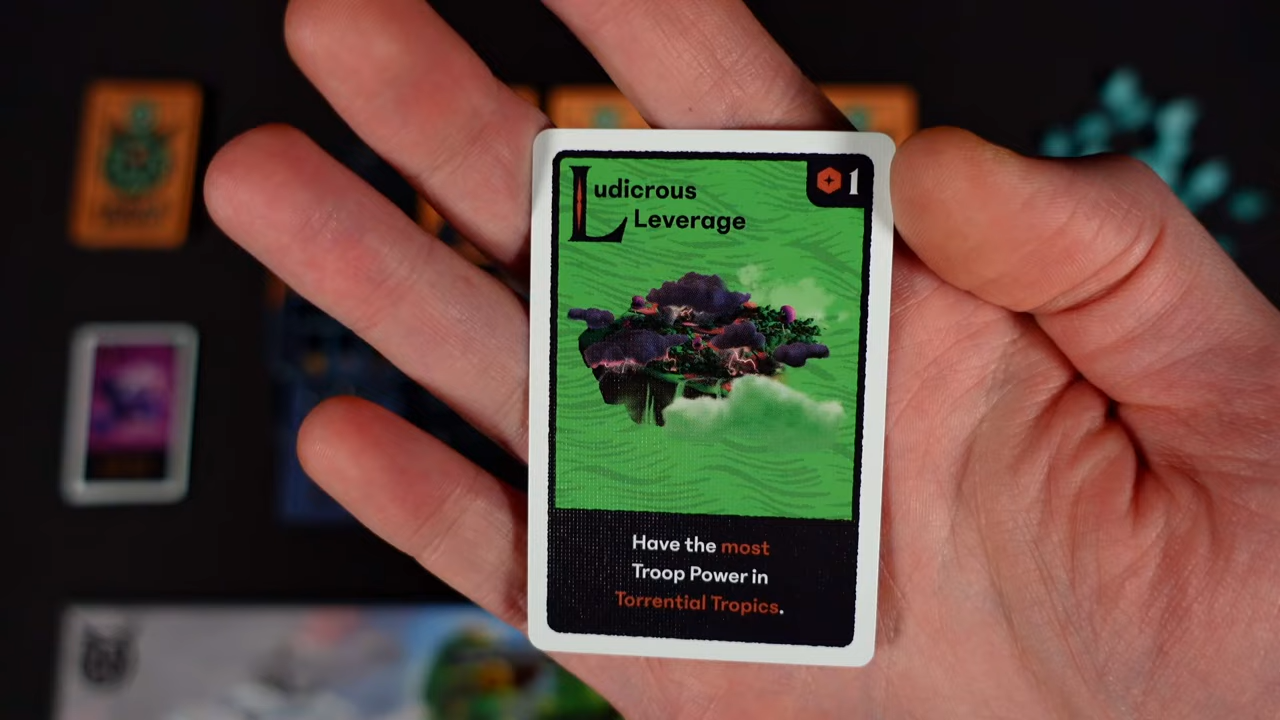 Ludicrous
Leverage
1
Have the most
Troop Power in
Torrential Tropics.